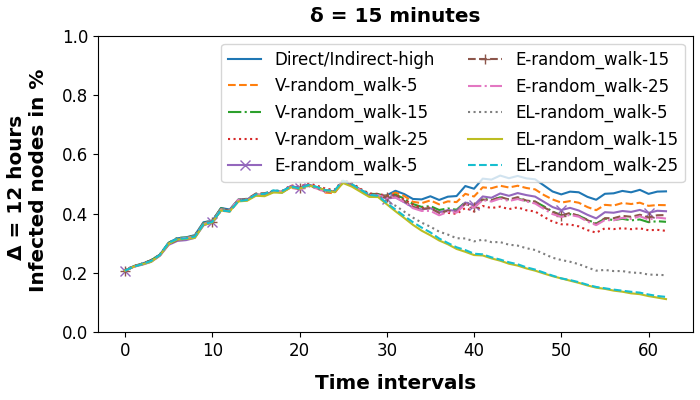 δ = 15 minutes
Δ = 12 hours
Infected nodes in %
1.0
0.8
0.6
0.4
0.2
0.0
Direct/Indirect-high
V-random_walk-5
V-random_walk-15
V-random_walk-25
E-random_walk-5
E-random_walk-15
E-random_walk-25
EL-random_walk-5
EL-random_walk-15
EL-random_walk-25
0 10 20 30 40 50 60
Time intervals